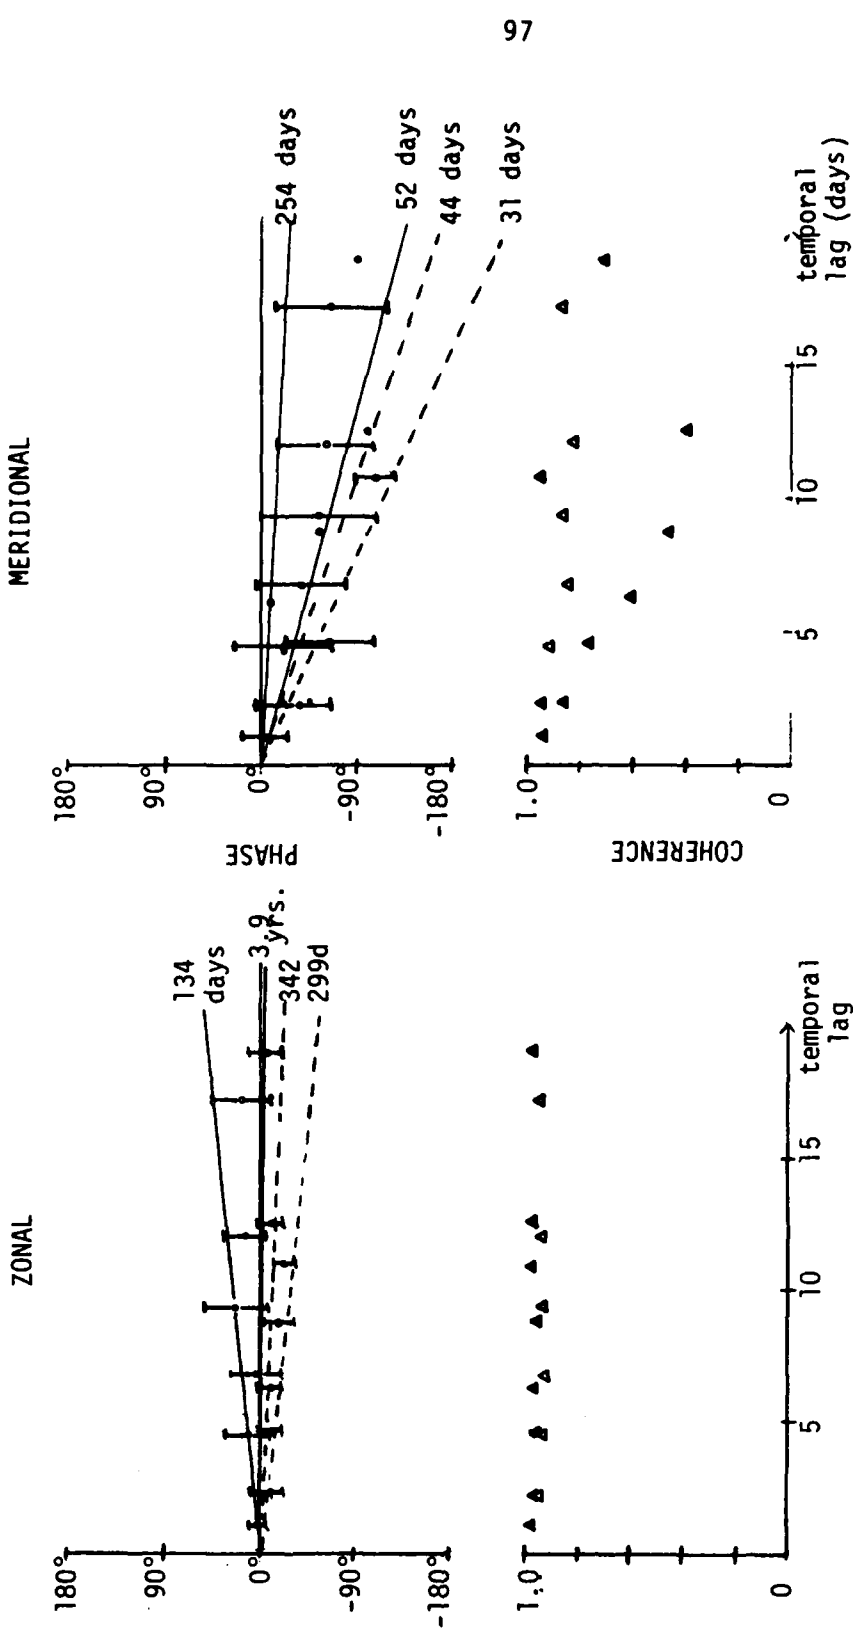 97
ZONAL
180°
90°
0°
-90°
-180°
134
days
3.9
yrs.
342
299d
1.0
0
5
10
15
temporal
lag
MERIDIONAL
PHASE
180°
90°
0°
-90°
-180°
254 days
52 days
44 days
31 days
COHERENCE
1.0
0
5
10
15
temporal
lag (days)